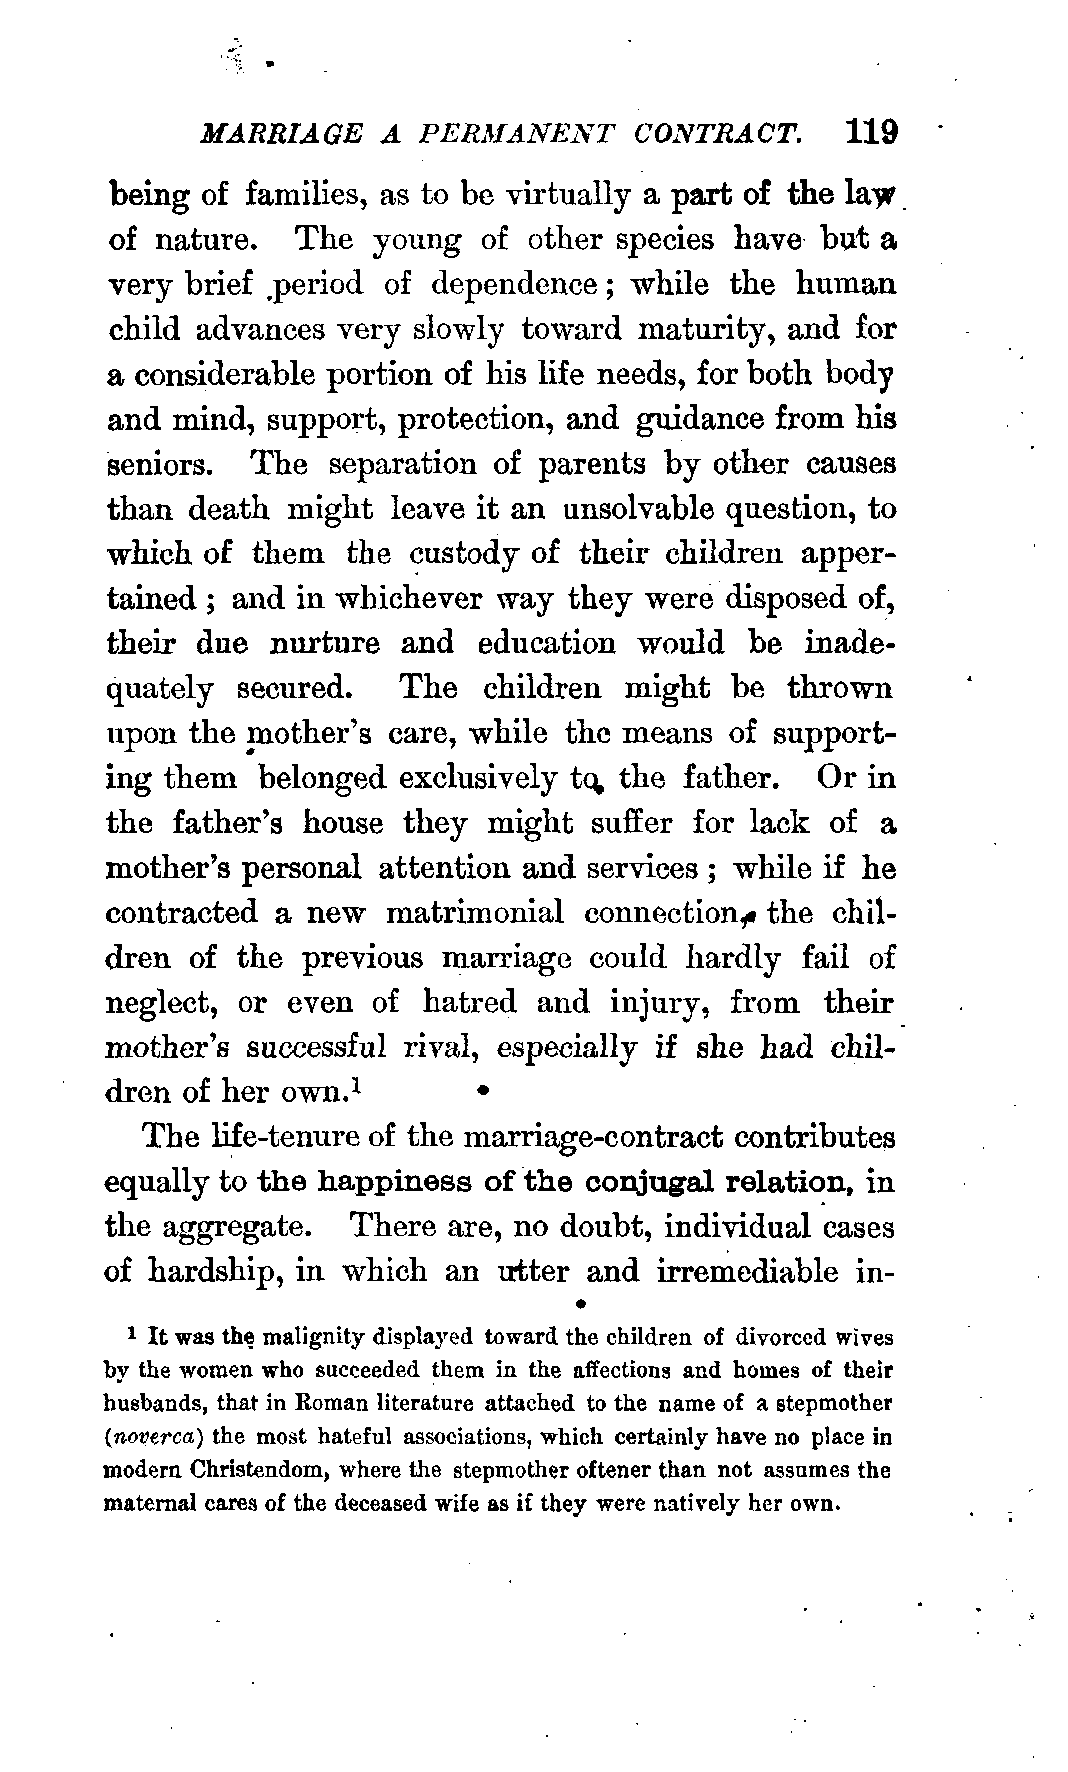 MARRIAGE A PERMANENT CONTRACT. 119
being of families, as to be virtually a part of the law
of nature. The young of other species have but a
very brief period of dependence; while the human
child advances very slowly toward maturity, and for
a considerable portion of his life needs, for both body
and mind, support, protection, and guidance from his
seniors. The separation of parents by other causes
than death might leave it an unsolvable question, to
which of them the custody of their children apper-
tained; and in whichever way they were disposed of,
their due nurture and education would be inade-
quately secured. The children might be thrown
upon the mother's care, while the means of support-
ing them belonged exclusively to the father. Or in
the father's house they might suffer for lack of a
mother's personal attention and services; while if he
contracted a new matrimonial connection, the chil-
dren of the previous marriage could hardly fail of
neglect, or even of hatred and injury, from their
mother's successful rival, especially if she had chil-
dren of her own.¹
The life-tenure of the marriage-contract contributes
equally to the happiness of the conjugal relation, in
the aggregate. There are, no doubt, individual cases
of hardship, in which an utter and irremediable in-
¹ It was the malignity displayed toward the children of divorced wives
by the women who succeeded them in the affections and homes of their
husbands, that in Roman literature attached to the name of a stepmother
(noverca) the most hateful associations, which certainly have no place in
modern Christendom, where the stepmother oftener than not assumes the
maternal cares of the deceased wife as if they were natively her own.